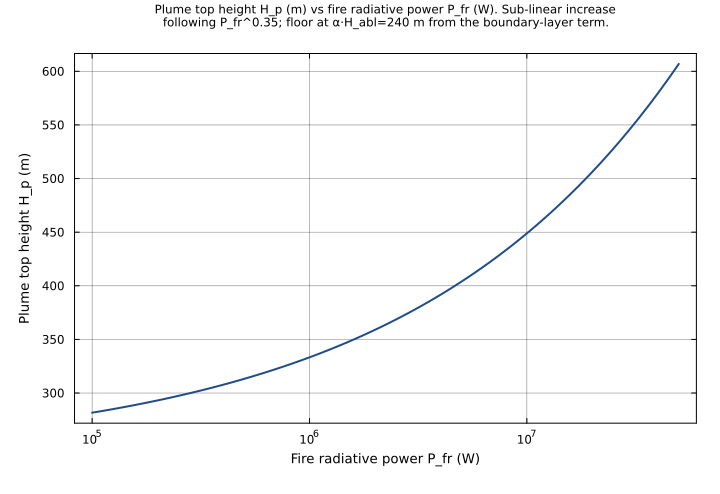 Plume top height H_p (m) vs fire radiative power P_fr (W). Sub-linear increase
following P_fr^0.35; floor at α·H_abl=240 m from the boundary-layer term.
600
550
500
450
400
350
300
Plume top height H_p (m)
10^5 10^6 10^7
Fire radiative power P_fr (W)